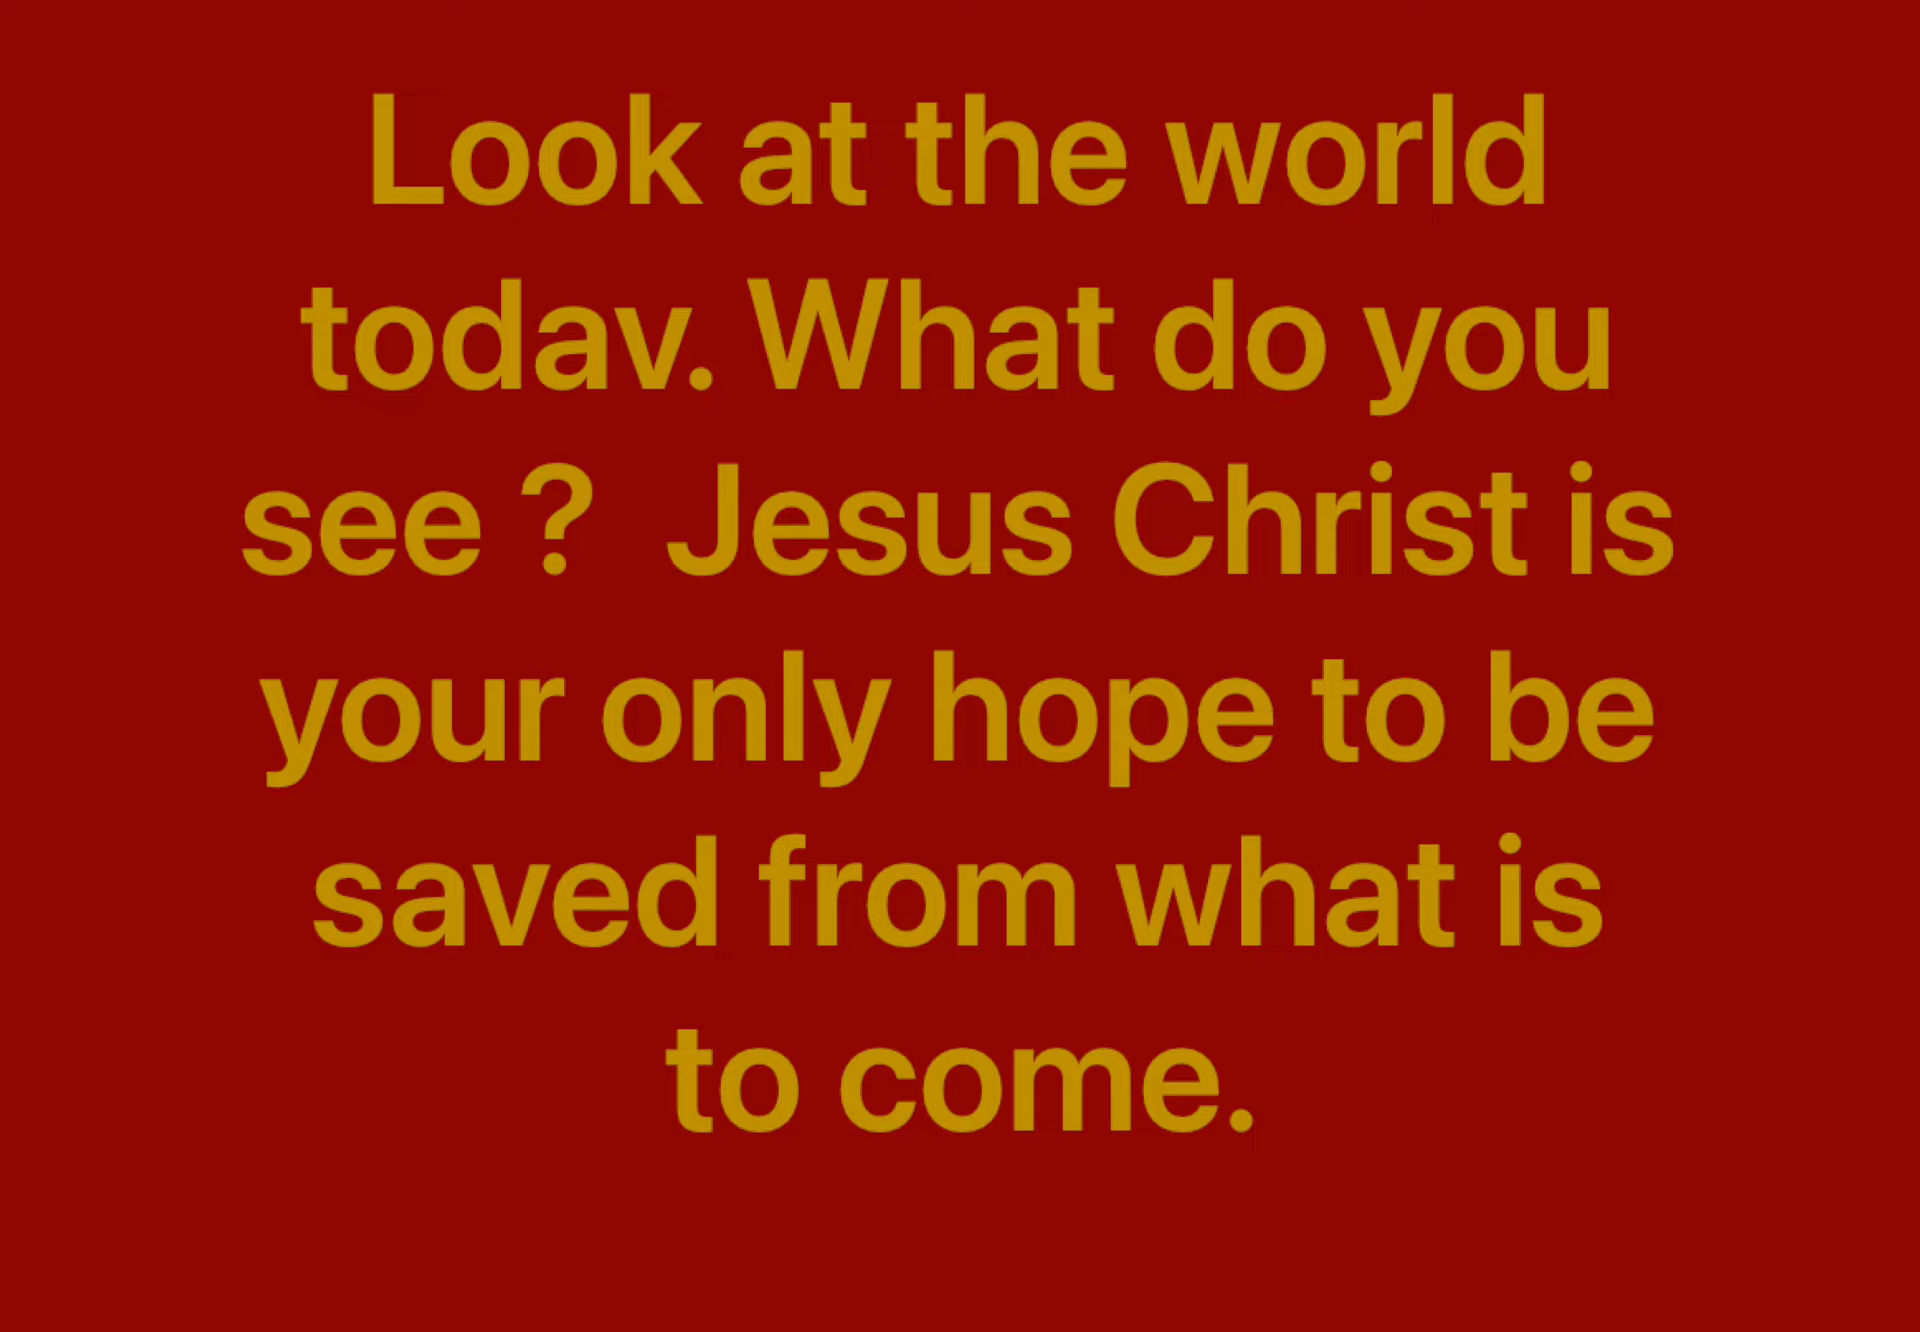 Look at the world
todav. What do you
see ?  Jesus Christ is
your only hope to be
saved from what is
to come.